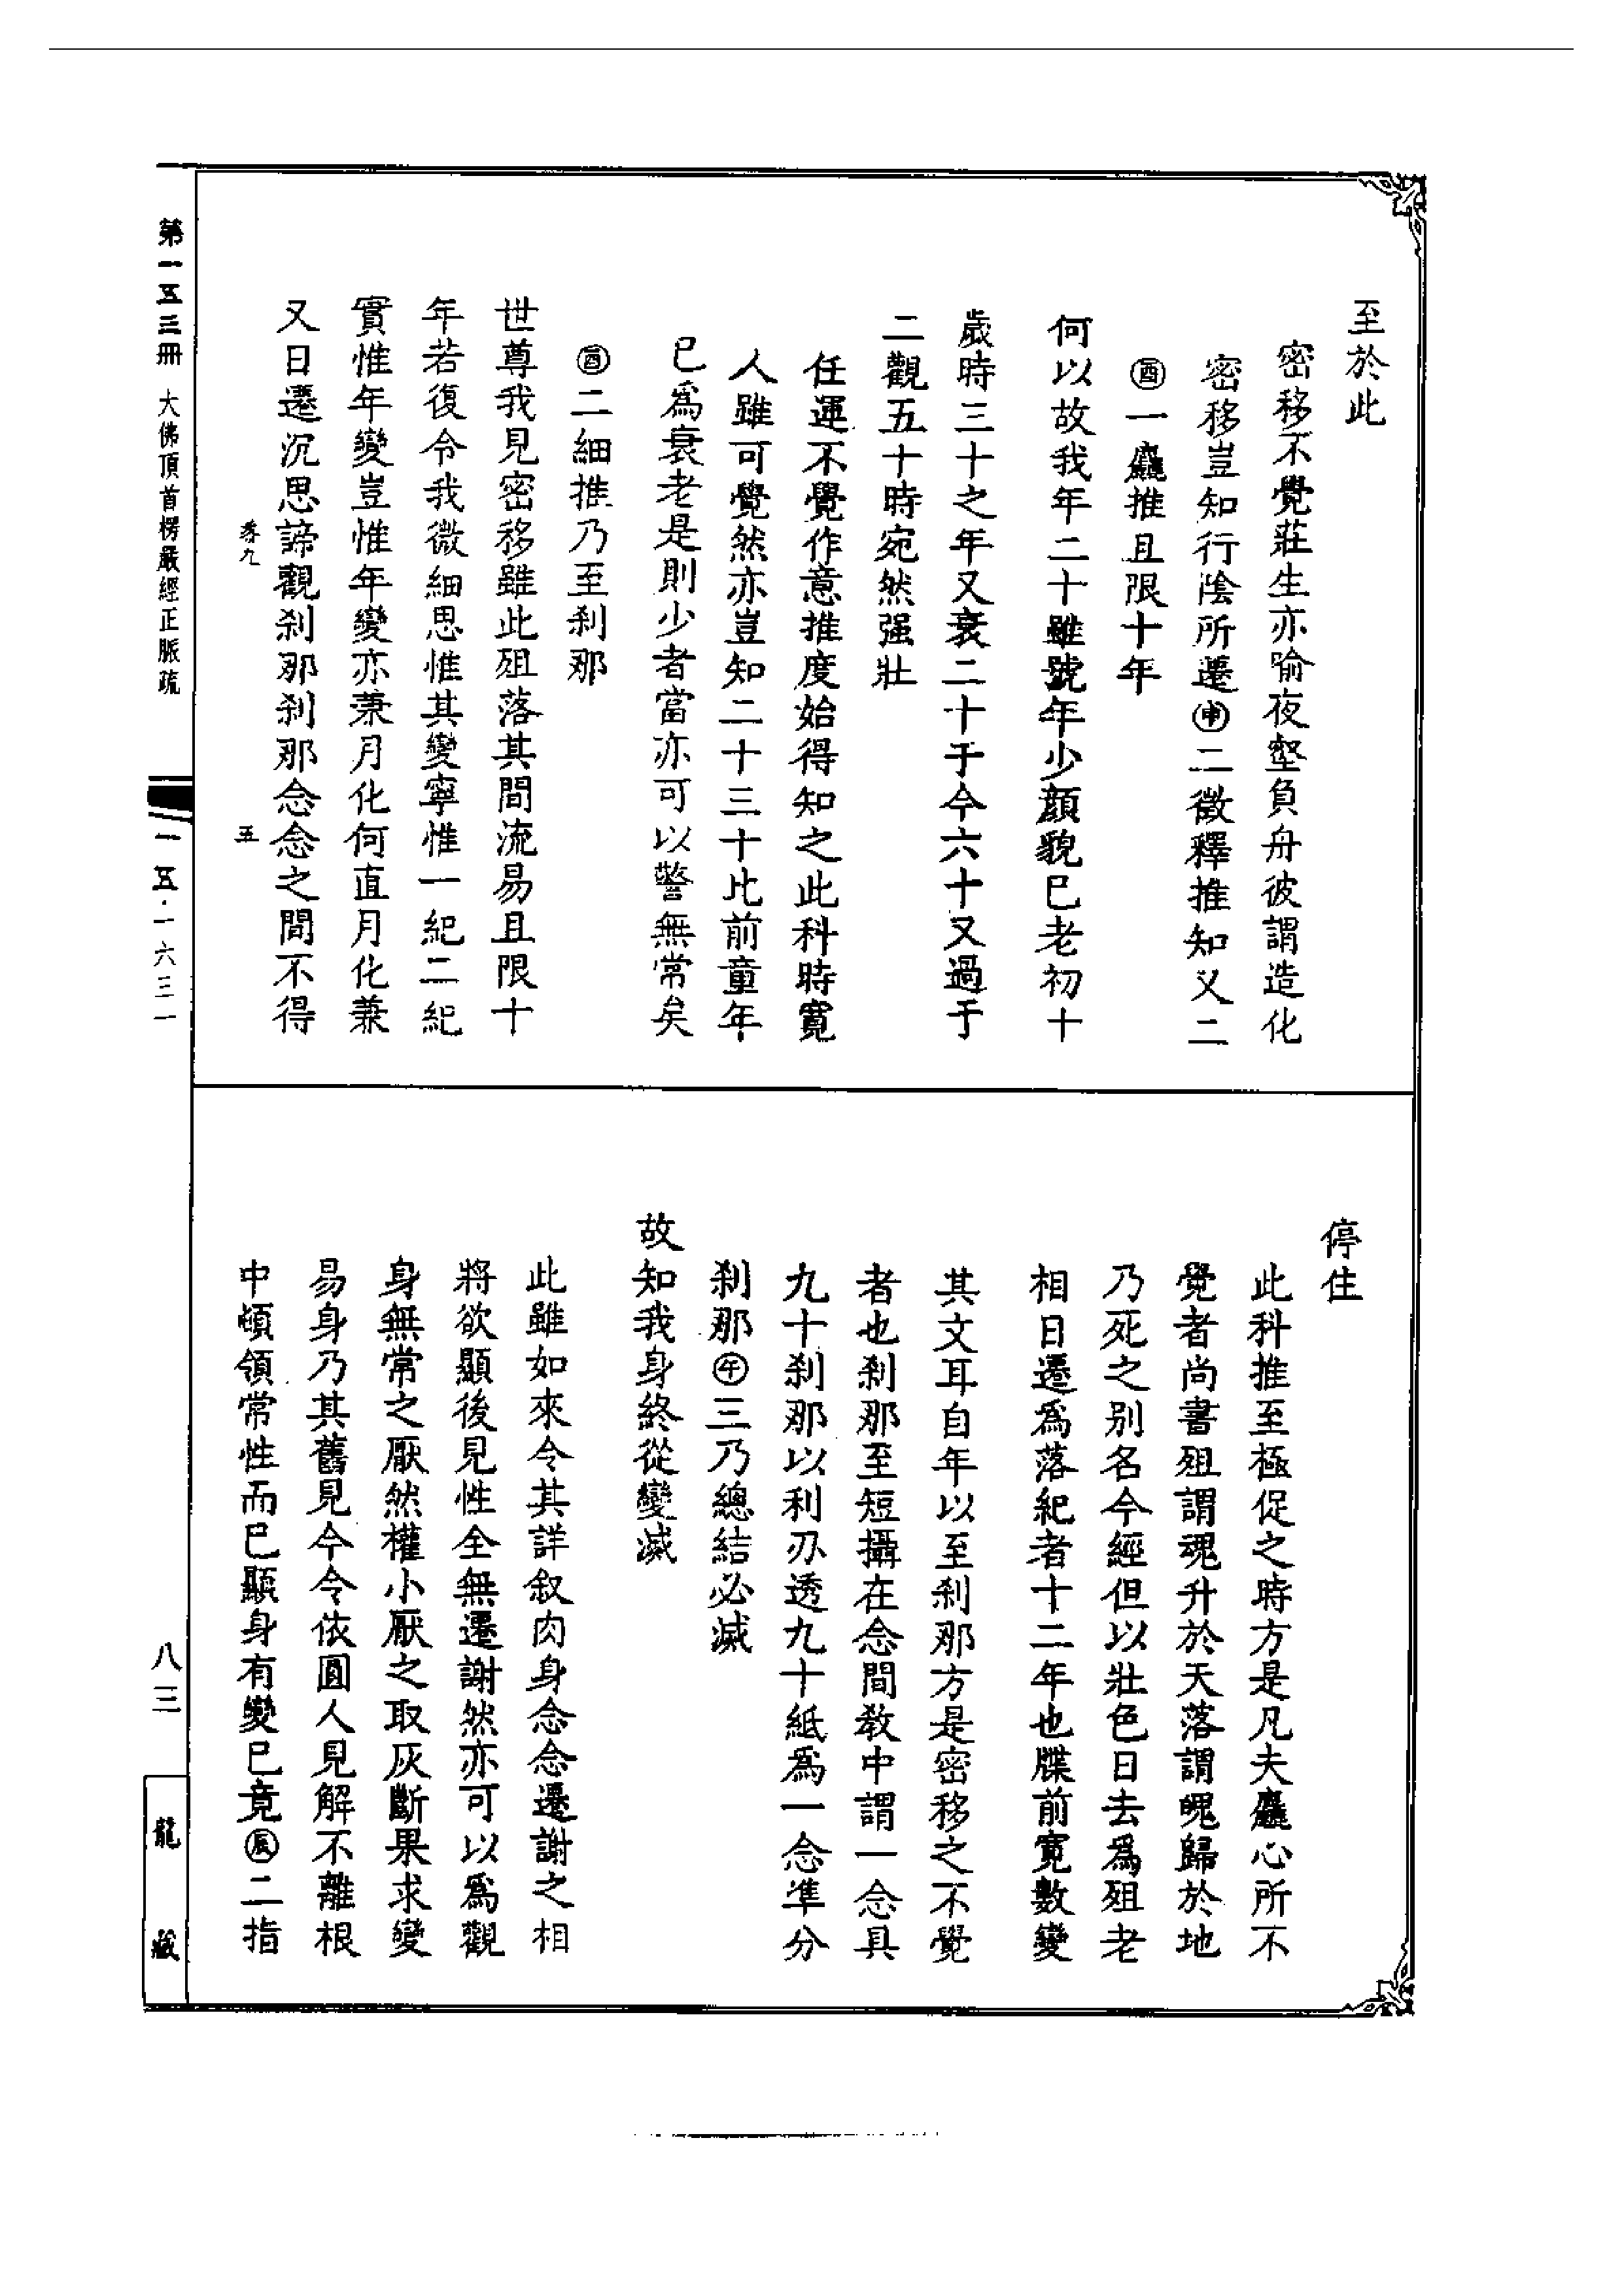 至於此
密移不覺莊生亦喻夜壑負舟彼謂造化
密移豈知行陰所遷㊥二徵釋推知又二
㊒一麤推且限十年
何以故我年二十雖號年少顏貌已老初十
歲時三十之年又衰二十于今六十又過于
二觀五十時宛然强壯
任運不覺作意推度始得知之此科時寬
人雖可覺然亦豈知二十三十比前童年
已爲衰老是則少者當亦可以警無常矣
酉二細推乃至刹那
世尊我見密移雖此殂落其間流易且限十
年若復令我微細思惟其變寧惟一紀二紀
實惟年變豈惟年變亦兼月化何直月化兼
又日遷沉思諦觀刹那刹那念念之間不得
停住
此科推至極促之時方是凡夫麤心所不
覺者尚書殂謂魂升於天落謂魄歸於地
乃死之别名今經但以壯色日去爲殂老
相日遷爲落紀者十二年也牒前寬數變
其文耳自年以至刹那方是密移之不覺
者也刹那至短攝在念間教中謂一念具
九十刹那以利刅透九十紙爲一念準分
刹那午三乃總結必滅
故知我身終從變滅
此雖如來令其詳叙肉身念念遷謝之相
將欲顯後見性全無遷謝然亦可以爲觀
身無常之厭然權小厭之取灰斷果求變
易身乃其舊見今令依圓人見解不離根
中頓領常性而已顯身有變已竟辰二指
第一五三册 大佛頂首楞嚴經正脈疏
卷九 五
一五·一六三一
八三
龍藏